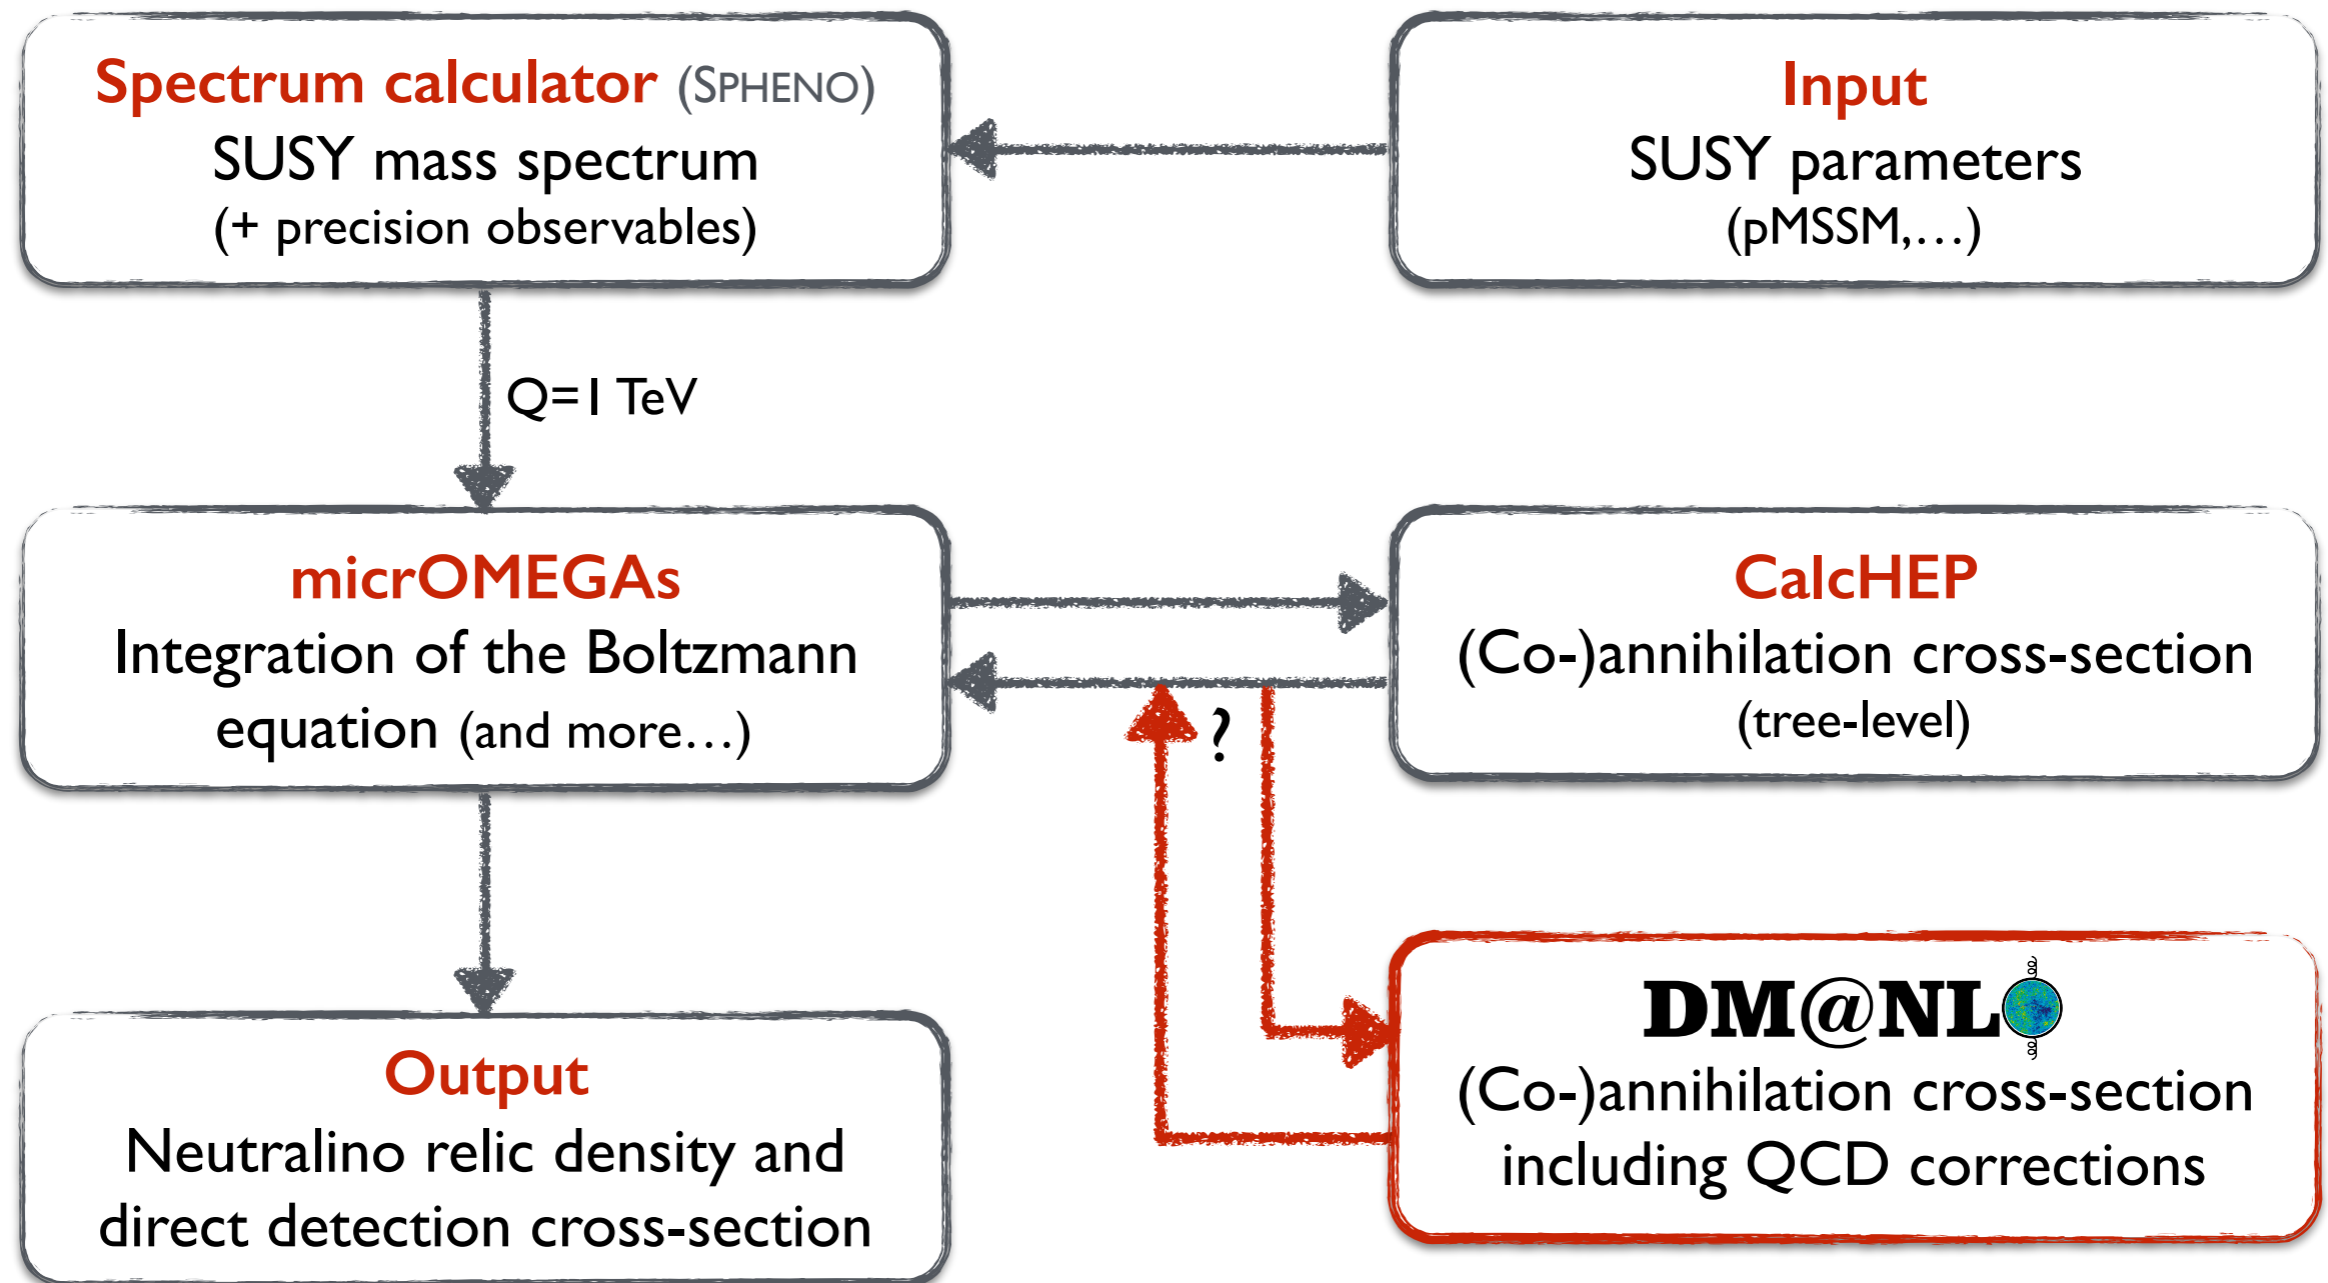 Spectrum calculator (SPHENO)
SUSY mass spectrum
(+ precision observables)
Input
SUSY parameters
(pMSSM,…)
Q=1 TeV
micrOMEGAs
Integration of the Boltzmann
equation (and more…)
CalcHEP
(Co-)annihilation cross-section
(tree-level)
?
Output
Neutralino relic density and
direct detection cross-section
DM@NLO
(Co-)annihilation cross-section
including QCD corrections